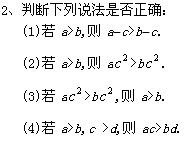 2、判断下列说法是否正确:
(1)若 a>b,则 a-c>b-c.
(2)若 a>b,则 ac²>bc².
(3)若 ac²>bc²,则 a>b.
(4)若 a>b,c >d,则 ac>bd.